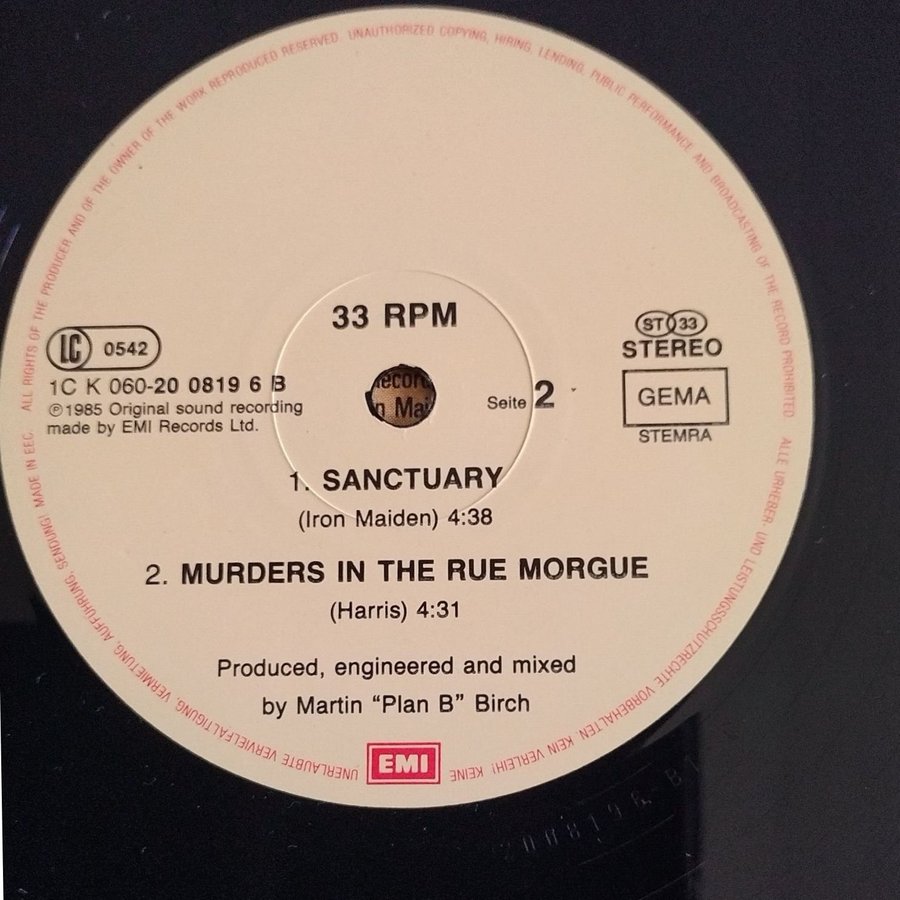 ALL RIGHTS OF THE PRODUCER AND OF THE OWNER OF THE WORK REPRODUCED RESERVED. UNAUTHORIZED COPYING, HIRING, LENDING, PUBLIC PERFORMANCE AND BROADCASTING OF THE RECORD PROHIBITED.
ALLE URHEBER- UND LEISTUNGSSCHUTZRECHTE VORBEHALTEN. KEIN VERLEIH! KEINE UNERLAUBTE VERVIELFÄLTIGUNG, VERMIETUNG, AUFFÜHRUNG, SENDUNG! MADE IN EEC.
33 RPM
LC 0542
1C K 060-20 0819 6 B
℗1985 Original sound recording
made by EMI Records Ltd.
ecor
n Mai
Seite 2
ST 33
STEREO
GEMA
STEMRA
1. SANCTUARY
(Iron Maiden) 4:38
2. MURDERS IN THE RUE MORGUE
(Harris) 4:31
Produced, engineered and mixed
by Martin “Plan B” Birch
EMI